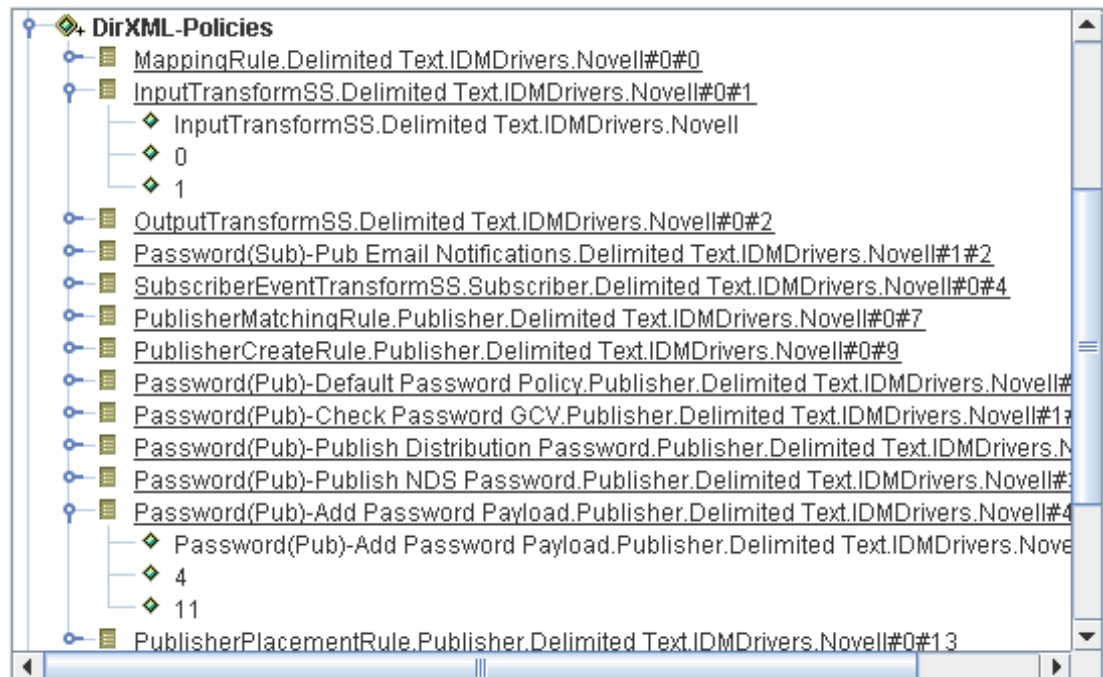 DirXML-Policies
MappingRule.Delimited Text.IDMDrivers.Novell#0#0
InputTransformSS.Delimited Text.IDMDrivers.Novell#0#1
InputTransformSS.Delimited Text.IDMDrivers.Novell
0
1
OutputTransformSS.Delimited Text.IDMDrivers.Novell#0#2
Password(Sub)-Pub Email Notifications.Delimited Text.IDMDrivers.Novell#1#2
SubscriberEventTransformSS.Subscriber.Delimited Text.IDMDrivers.Novell#0#4
PublisherMatchingRule.Publisher.Delimited Text.IDMDrivers.Novell#0#7
PublisherCreateRule.Publisher.Delimited Text.IDMDrivers.Novell#0#9
Password(Pub)-Default Password Policy.Publisher.Delimited Text.IDMDrivers.Novell#
Password(Pub)-Check Password GCV.Publisher.Delimited Text.IDMDrivers.Novell#1
Password(Pub)-Publish Distribution Password.Publisher.Delimited Text.IDMDrivers.
Password(Pub)-Publish NDS Password.Publisher.Delimited Text.IDMDrivers.Novell#
Password(Pub)-Add Password Payload.Publisher.Delimited Text.IDMDrivers.Novell#4
Password(Pub)-Add Password Payload.Publisher.Delimited Text.IDMDrivers.Nove
4
11
PublisherPlacementRule.Publisher.Delimited Text.IDMDrivers.Novell#0#13